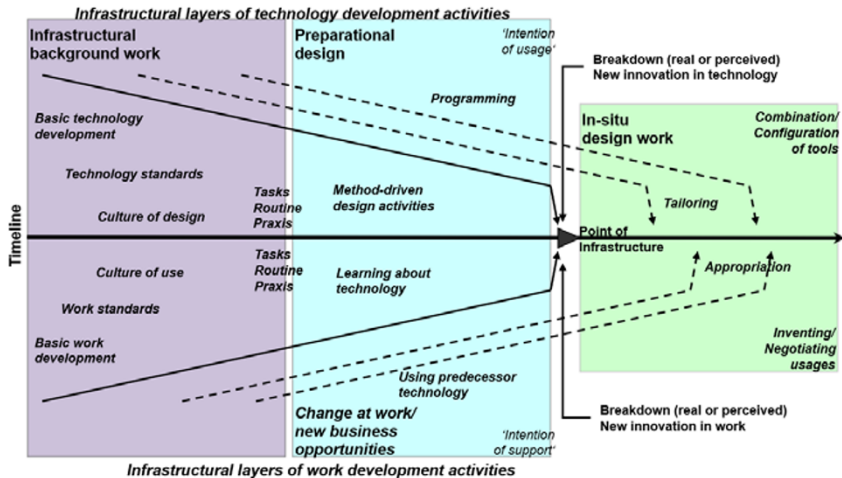 Infrastructural layers of technology development activities
Infrastructural
background work
Preparational
design
'Intention
of usage'
Breakdown (real or perceived)
New innovation in technology
Programming
Basic technology
development
In-situ
design work
Combination/
Configuration
of tools
Technology standards
Tasks
Routine
Praxis
Method-driven
design activities
Tailoring
Culture of design
Timeline
Point of
Infrastructure
Culture of use
Tasks
Routine
Praxis
Learning about
technology
Appropriation
Work standards
Basic work
development
Inventing/
Negotiating
usages
Using predecessor
technology
Change at work/
new business
opportunities
Breakdown (real or perceived)
New innovation in work
'Intention
of support'
Infrastructural layers of work development activities